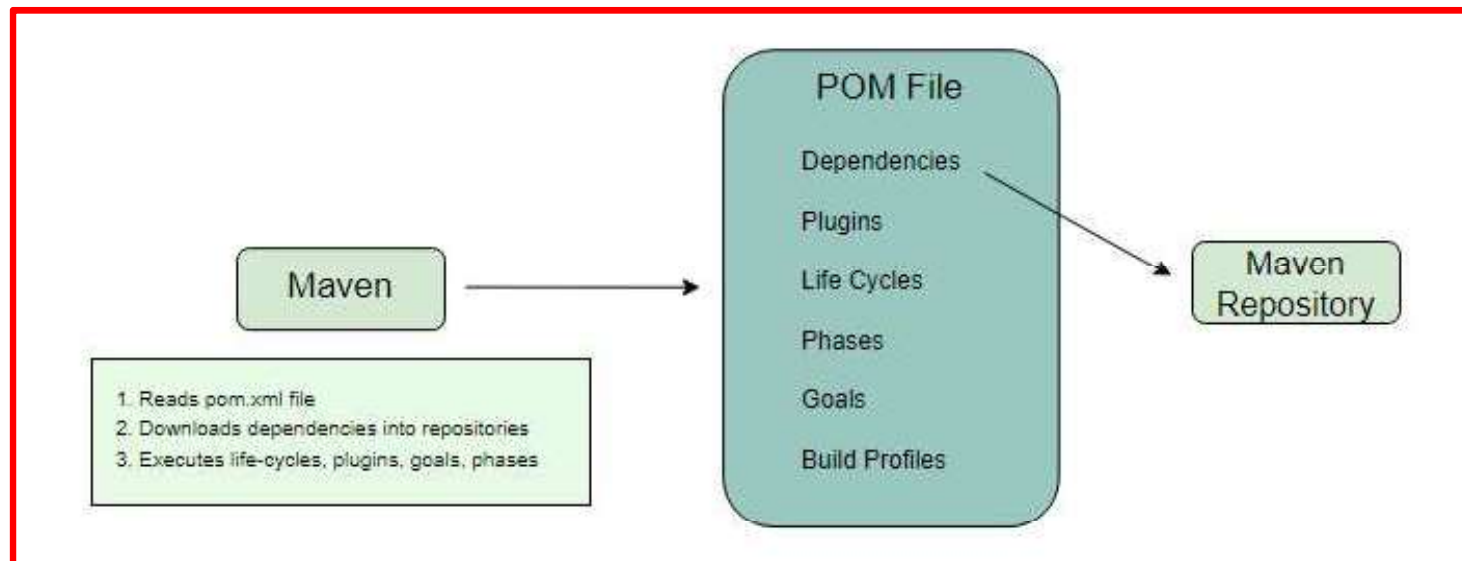 POM File
Dependencies
Plugins
Life Cycles
Phases
Goals
Build Profiles
Maven
1. Reads pom.xml file
2. Downloads dependencies into repositories
3. Executes life-cycles, plugins, goals, phases
Maven
Repository